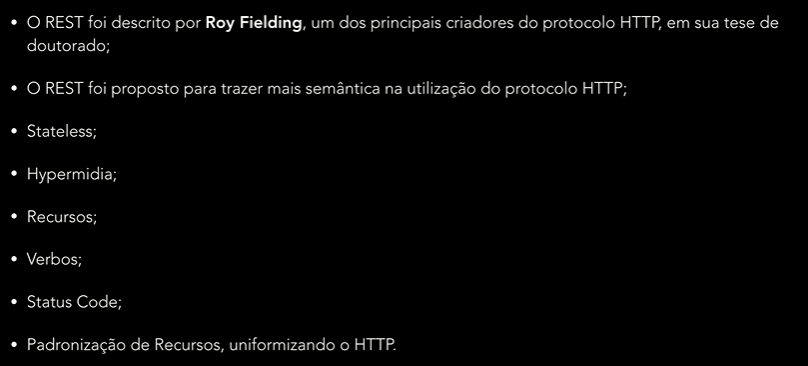 • O REST foi descrito por Roy Fielding, um dos principais criadores do protocolo HTTP, em sua tese de
doutorado;
• O REST foi proposto para trazer mais semântica na utilização do protocolo HTTP;
• Stateless;
• Hypermidia;
• Recursos;
• Verbos;
• Status Code;
• Padronização de Recursos, uniformizando o HTTP.